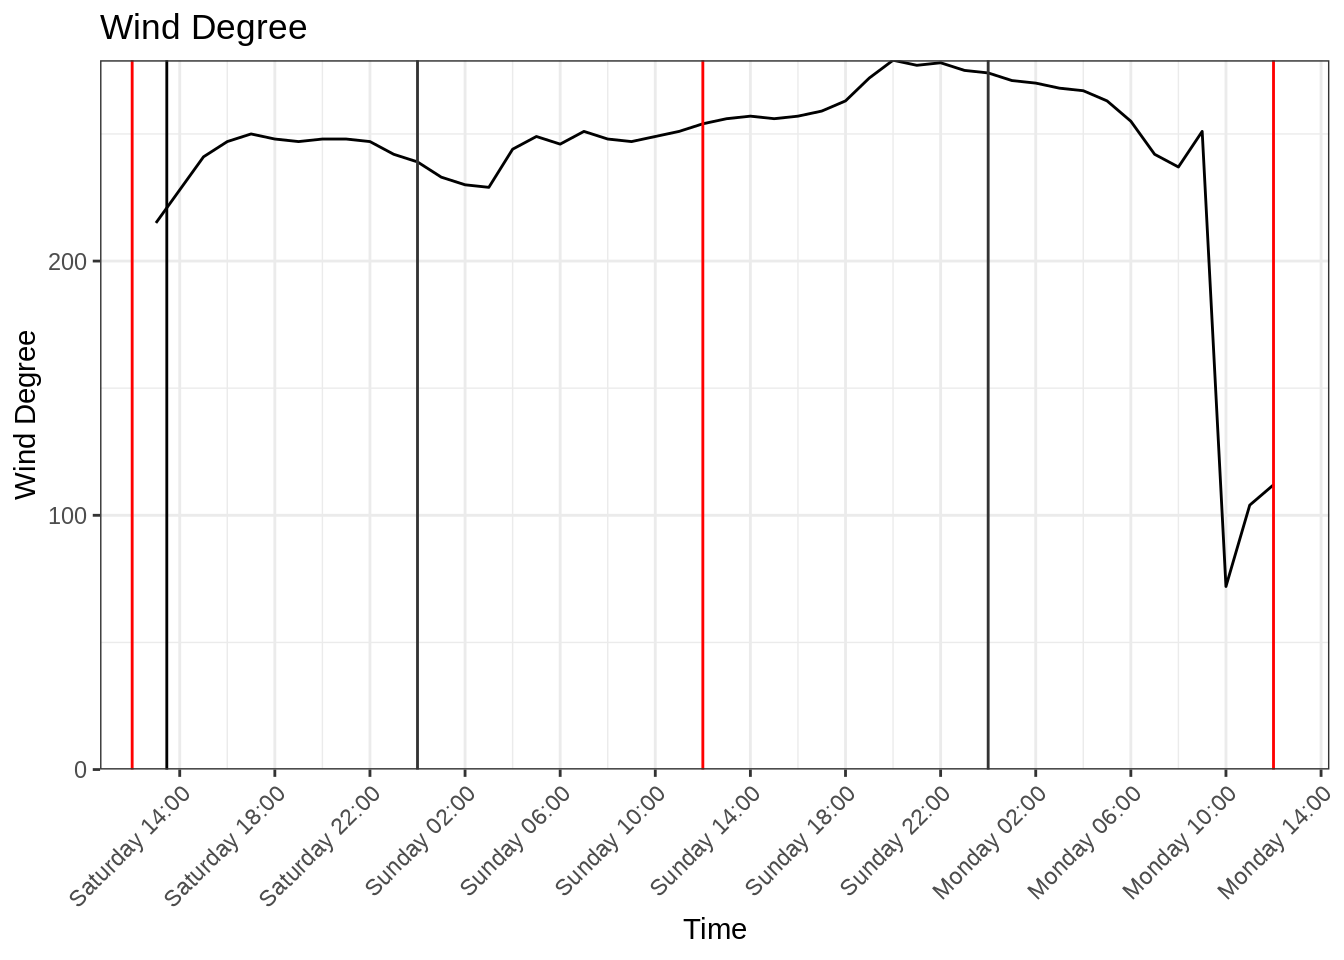 Wind Degree
Wind Degree
200
100
0
Saturday 14:00
Saturday 18:00
Saturday 22:00
Sunday 02:00
Sunday 06:00
Sunday 10:00
Sunday 14:00
Sunday 18:00
Sunday 22:00
Monday 02:00
Monday 06:00
Monday 10:00
Monday 14:00
Time